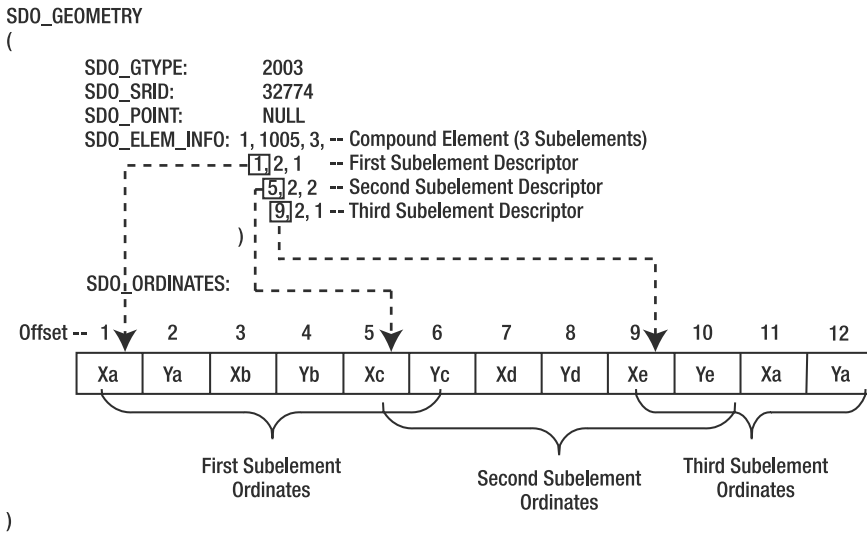 SDO_GEOMETRY
(
SDO_GTYPE: 2003
SDO_SRID: 32774
SDO_POINT: NULL
SDO_ELEM_INFO: 1, 1005, 3, -- Compound Element (3 Subelements)
1, 2, 1 -- First Subelement Descriptor
5, 2, 2 -- Second Subelement Descriptor
9, 2, 1 -- Third Subelement Descriptor
)
SDO_ORDINATES:
Offset -- 1 2 3 4 5 6 7 8 9 10 11 12
Xa Ya Xb Yb Xc Yc Xd Yd Xe Ye Xa Ya
First Subelement
Ordinates
Second Subelement
Ordinates
Third Subelement
Ordinates
)